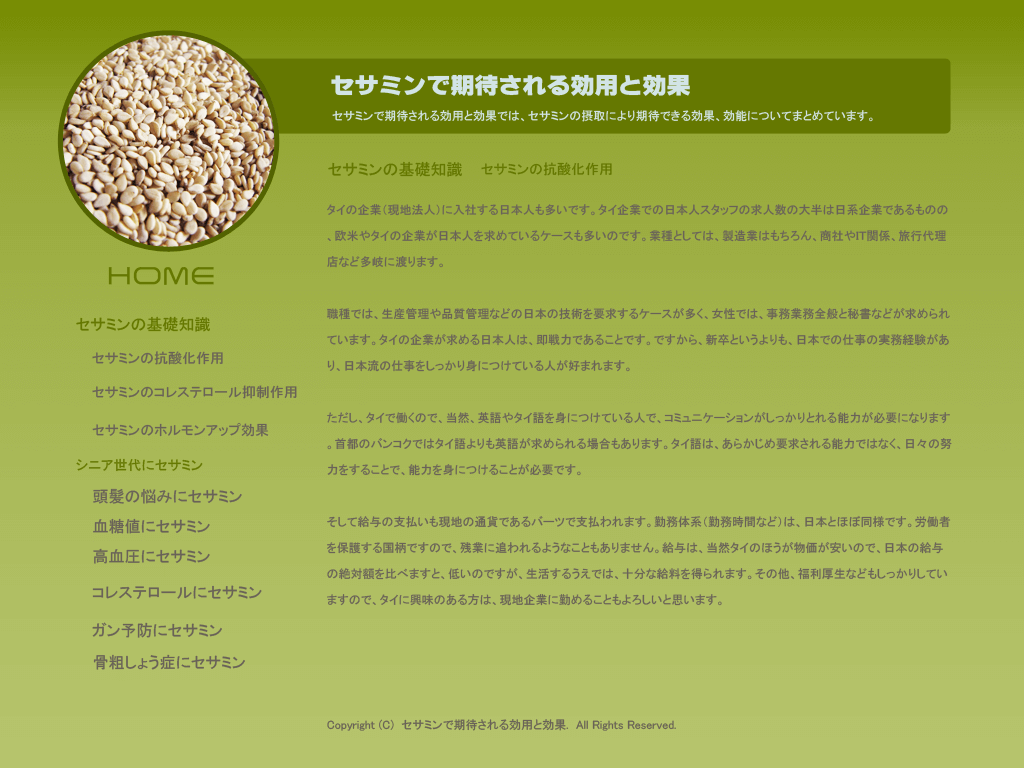 セサミンで期待される効用と効果
セサミンで期待される効用と効果では、セサミンの摂取により期待できる効果、効能についてまとめています。
HOME
セサミンの基礎知識
セサミンの抗酸化作用
セサミンのコレステロール抑制作用
セサミンのホルモンアップ効果
シニア世代にセサミン
頭髪の悩みにセサミン
血糖値にセサミン
高血圧にセサミン
コレステロールにセサミン
ガン予防にセサミン
骨粗しょう症にセサミン
セサミンの基礎知識 セサミンの抗酸化作用
タイの企業（現地法人）に入社する日本人も多いです。タイ企業での日本人スタッフの求人数の大半は日系企業であるものの
、欧米やタイの企業が日本人を求めているケースも多いのです。業種としては、製造業はもちろん、商社やIT関係、旅行代理
店など多岐に渡ります。
職種では、生産管理や品質管理などの日本の技術を要求するケースが多く、女性では、事務業務全般と秘書などが求められ
ています。タイの企業が求める日本人は、即戦力であることです。ですから、新卒というよりも、日本での仕事の実務経験があ
り、日本流の仕事をしっかり身につけている人が好まれます。
ただし、タイで働くので、当然、英語やタイ語を身につけている人で、コミュニケーションがしっかりとれる能力が必要になります
。首都のバンコクではタイ語よりも英語が求められる場合もあります。タイ語は、あらかじめ要求される能力ではなく、日々の努
力をすることで、能力を身につけることが必要です。
そして給与の支払いも現地の通貨であるバーツで支払われます。勤務体系（勤務時間など）は、日本とほぼ同様です。労働者
を保護する国柄ですので、残業に追われるようなこともありません。給与は、当然タイのほうが物価が安いので、日本の給与
の絶対額を比べますと、低いのですが、生活するうえでは、十分な給料を得られます。その他、福利厚生などもしっかりしてい
ますので、タイに興味のある方は、現地企業に勤めることもよろしいと思います。
Copyright (C) セサミンで期待される効用と効果. All Rights Reserved.